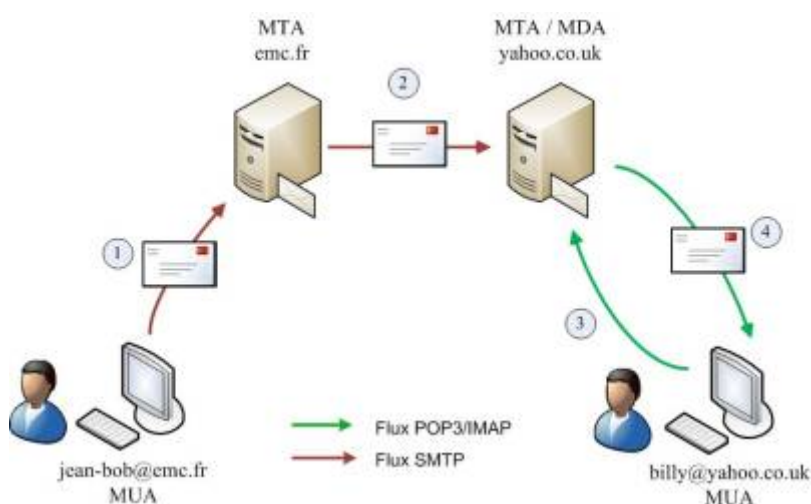 MTA
emc.fr
MTA / MDA
yahoo.co.uk
2
1
4
3
Flux POP3/IMAP
Flux SMTP
jean-bob@emc.fr
MUA
billy@yahoo.co.uk
MUA